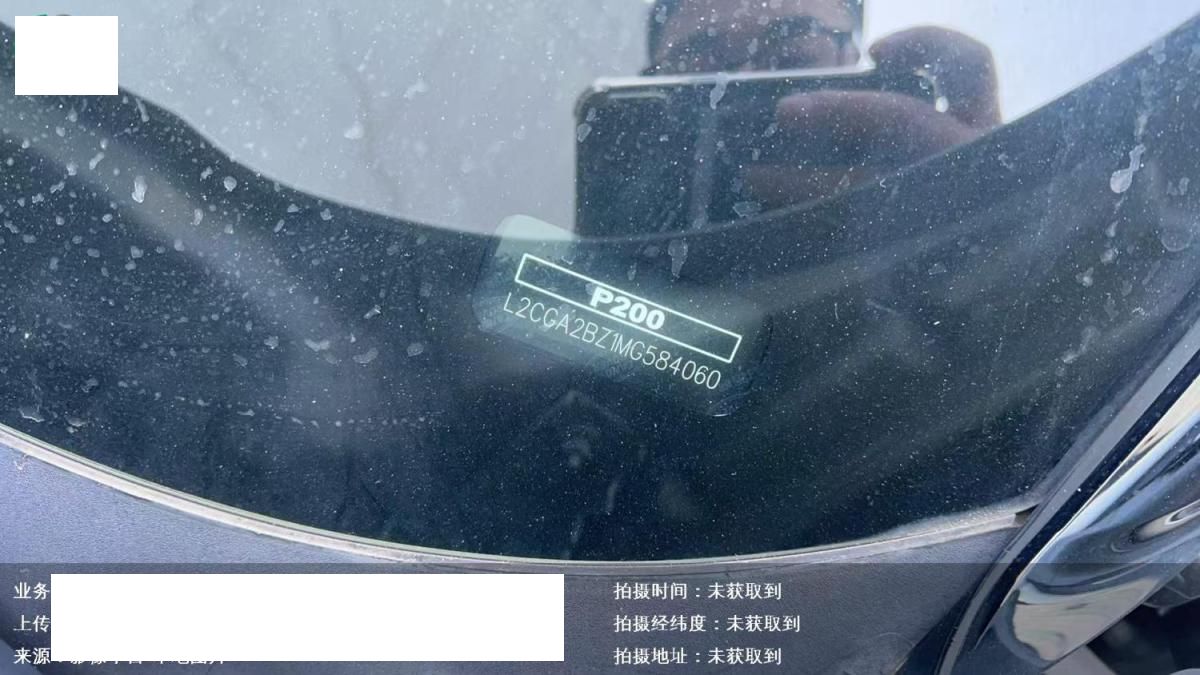 P200
L2CGA2BZ1MG584060
业务
拍摄时间：未获取到
上传
拍摄经纬度：未获取到
来源
拍摄地址：未获取到